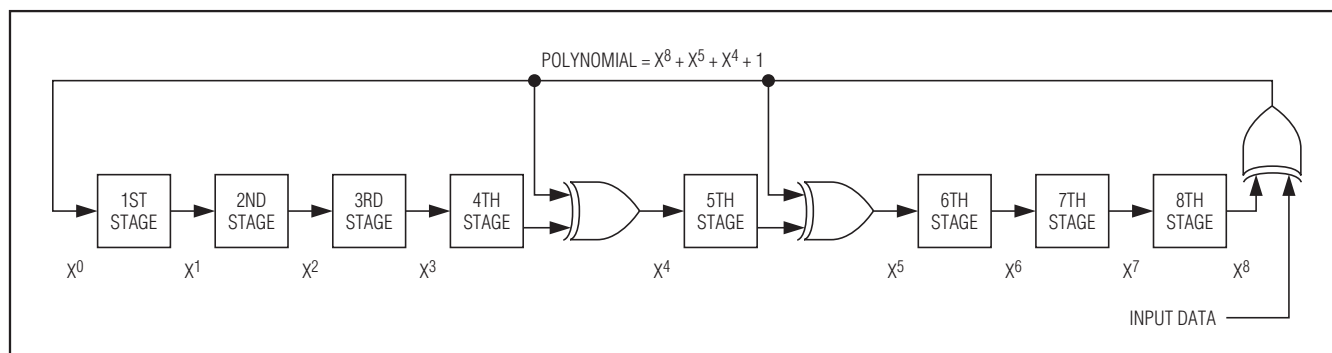 POLYNOMIAL = X⁸ + X⁵ + X⁴ + 1
1ST
STAGE
2ND
STAGE
3RD
STAGE
4TH
STAGE
5TH
STAGE
6TH
STAGE
7TH
STAGE
8TH
STAGE
X⁰
X¹
X²
X³
X⁴
X⁵
X⁶
X⁷
X⁸
INPUT DATA